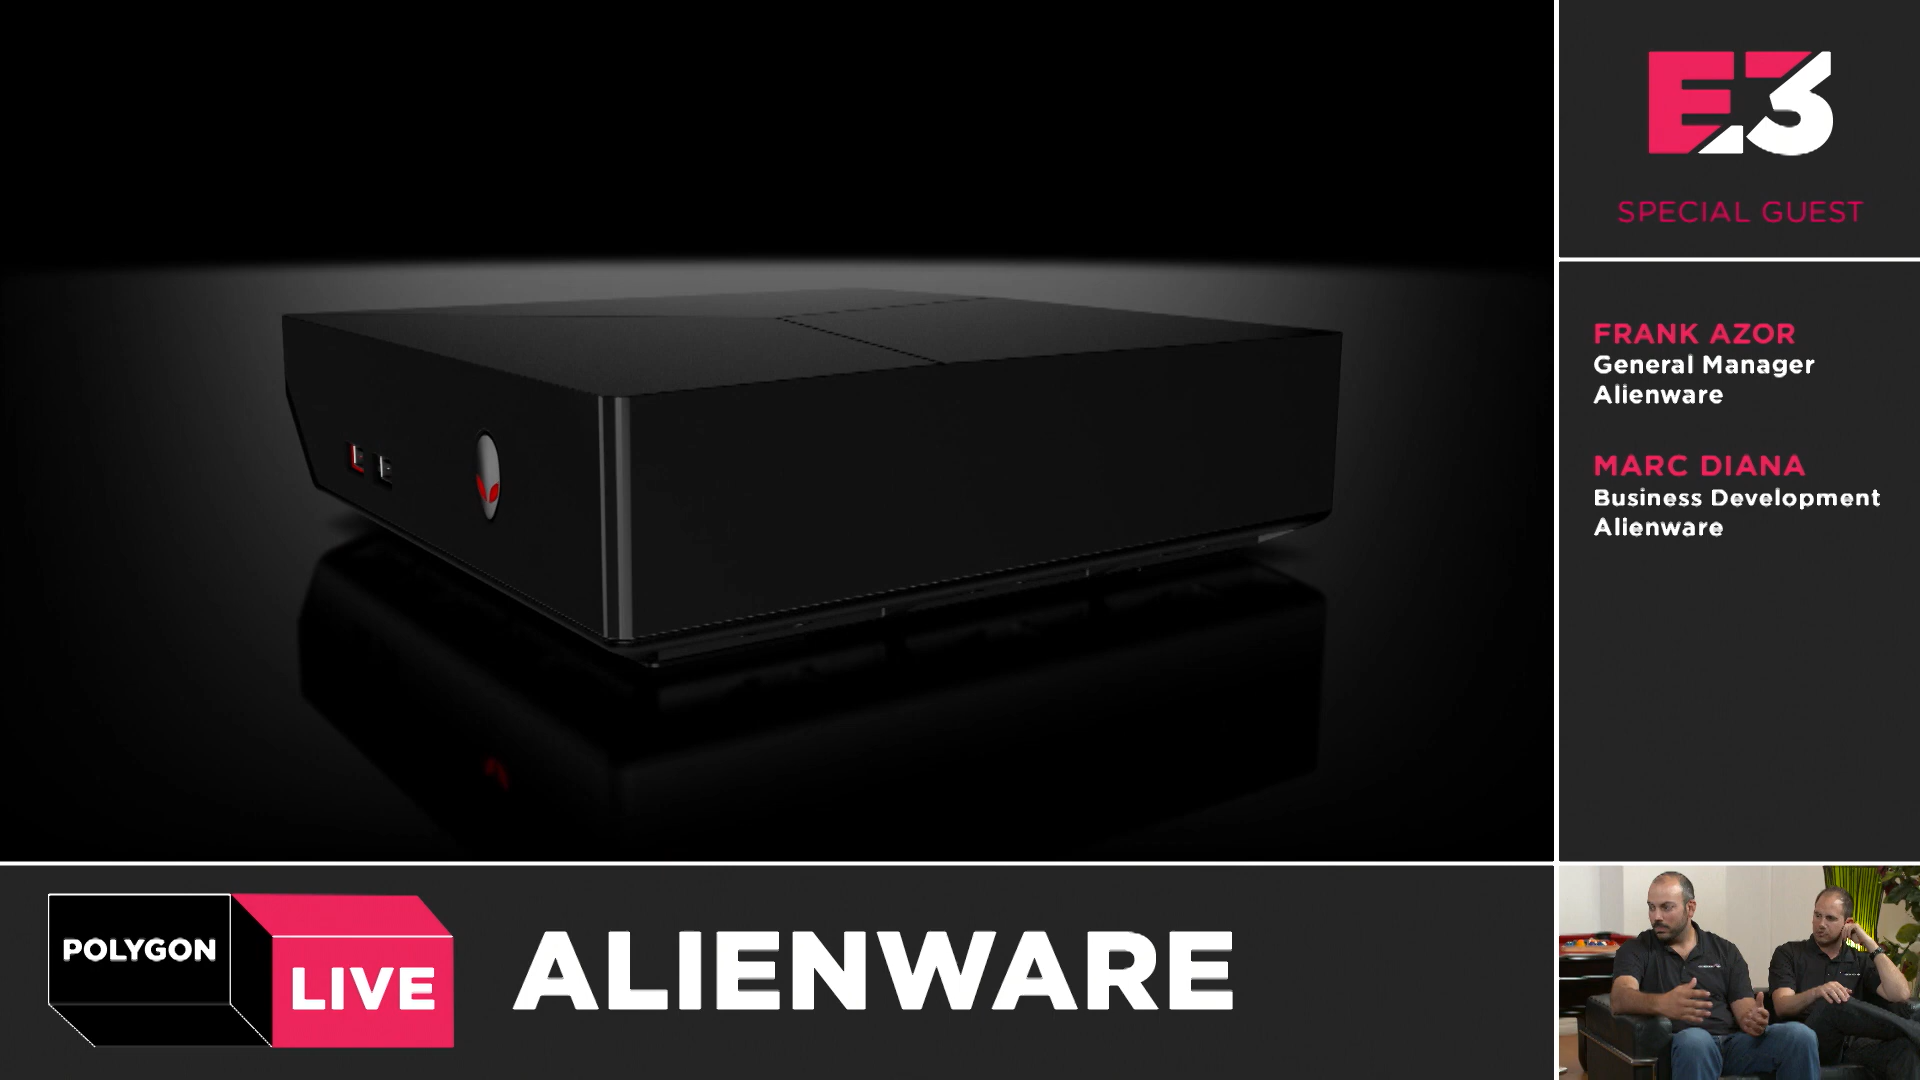 E3
SPECIAL GUEST
FRANK AZOR
General Manager
Alienware
MARC DIANA
Business Development
Alienware
POLYGON
LIVE
ALIENWARE